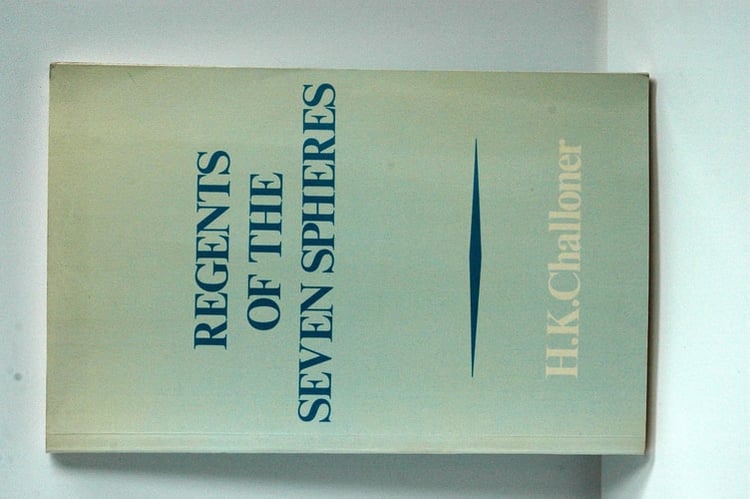 REGENTS
OF THE
SEVEN SPHERES
H.K.Challoner